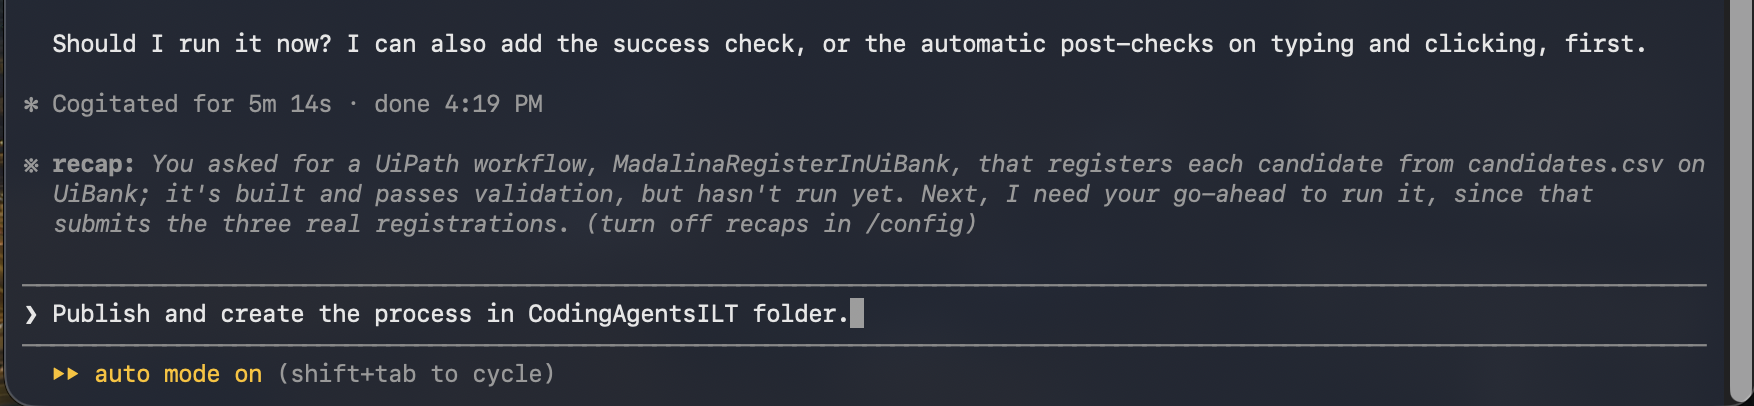 Should I run it now? I can also add the success check, or the automatic post-checks on typing and clicking, first.
✻ Cogitated for 5m 14s · done 4:19 PM
※ recap: You asked for a UiPath workflow, MadalinaRegisterInUiBank, that registers each candidate from candidates.csv on
UiBank; it's built and passes validation, but hasn't run yet. Next, I need your go-ahead to run it, since that
submits the three real registrations. (turn off recaps in /config)
❯ Publish and create the process in CodingAgentsILT folder.
⏵⏵ auto mode on (shift+tab to cycle)